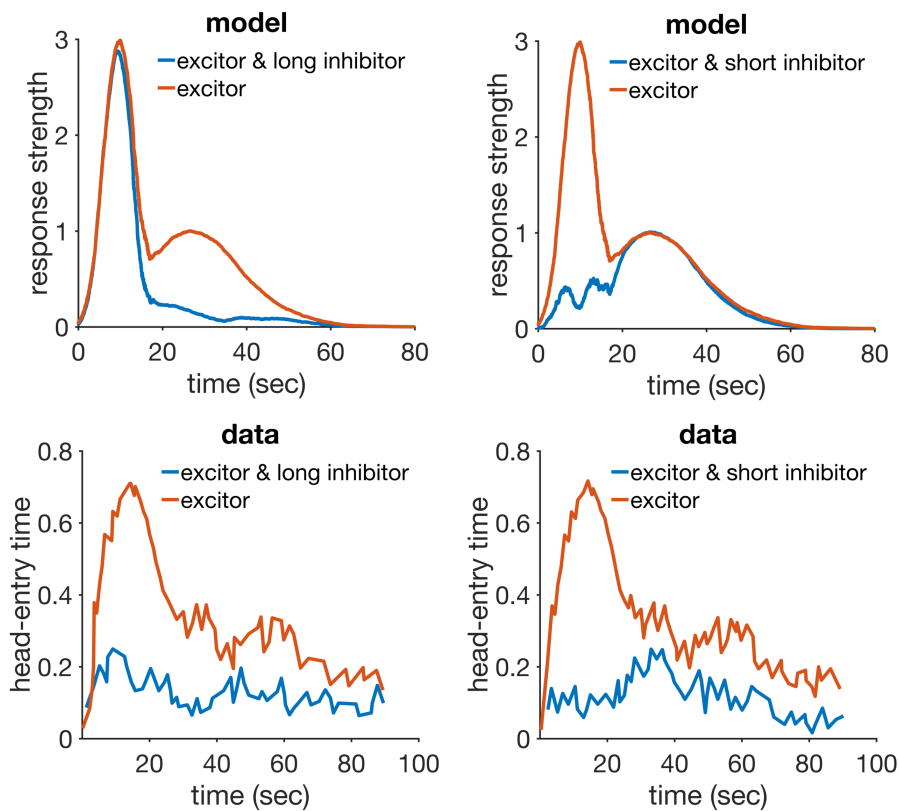 model
3
2
1
0
response strength
excitor & long inhibitor
excitor
0 20 40 60 80
time (sec)
model
3
2
1
0
response strength
excitor & short inhibitor
excitor
0 20 40 60 80
time (sec)
data
0.8
0.6
0.4
0.2
0
head-entry time
excitor & long inhibitor
excitor
20 40 60 80 100
time (sec)
data
0.8
0.6
0.4
0.2
0
head-entry time
excitor & short inhibitor
excitor
20 40 60 80 100
time (sec)